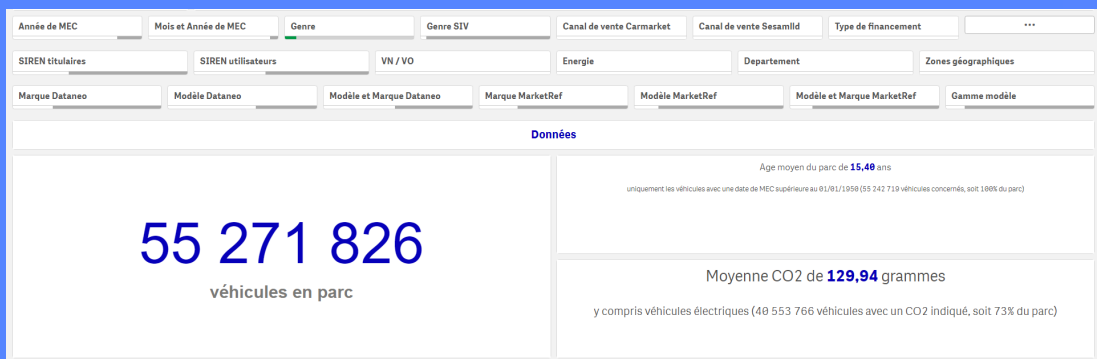 Année de MEC
Mois et Année de MEC
Genre
Genre SIV
Canal de vente Carmarket
Canal de vente Sesamlld
Type de financement
...
SIREN titulaires
SIREN utilisateurs
VN / VO
Energie
Departement
Zones géographiques
Marque Dataneo
Modèle Dataneo
Modèle et Marque Dataneo
Marque MarketRef
Modèle MarketRef
Modèle et Marque MarketRef
Gamme modèle
Données
55 271 826
véhicules en parc
Age moyen du parc de 15,40 ans
uniquement les véhicules avec une date de MEC supérieure au 01/01/1950 (55 242 719 véhicules concernés, soit 100% du parc)
Moyenne CO2 de 129,94 grammes
y compris véhicules électriques (40 553 766 véhicules avec un CO2 indiqué, soit 73% du parc)